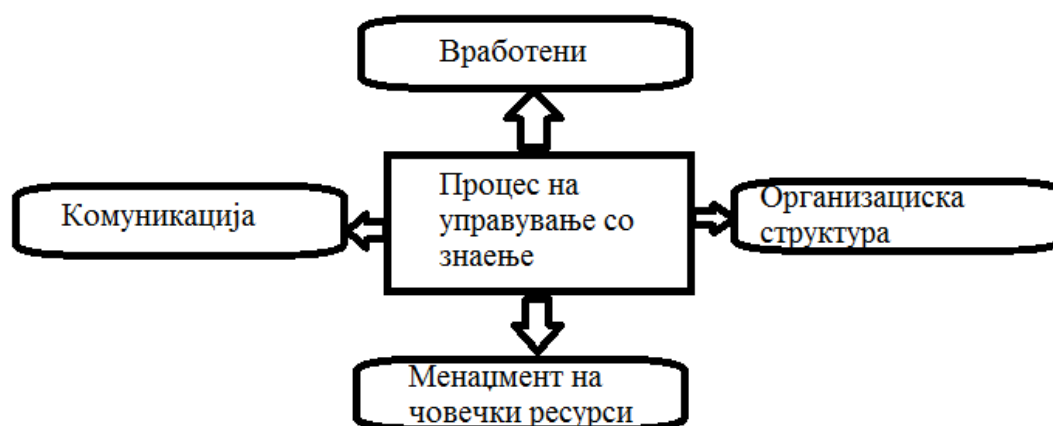 Вработени
Процес на
управување со
знаење
Комуникација
Организациска
структура
Менаџмент на
човечки ресурси